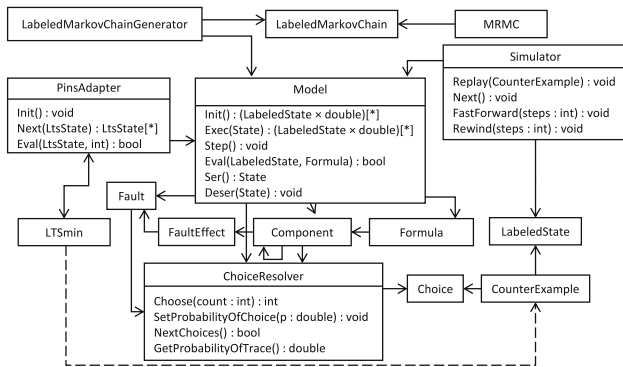 LabeledMarkovChainGenerator
LabeledMarkovChain
MRMC
Simulator
Replay(CounterExample) : void
Next() : void
FastForward(steps : int) : void
Rewind(steps : int) : void
PinsAdapter
Init() : void
Next(LtsState) : LtsState[*]
Eval(LtsState, int) : bool
Model
Init() : (LabeledState × double)[*]
Exec(State) : (LabeledState × double)[*]
Step() : void
Eval(LabeledState, Formula) : bool
Ser() : State
Deser(State) : void
Fault
LTSmin
FaultEffect
Component
Formula
LabeledState
ChoiceResolver
Choose(count : int) : int
SetProbabilityOfChoice(p : double) : void
NextChoices() : bool
GetProbabilityOfTrace() : double
Choice
CounterExample